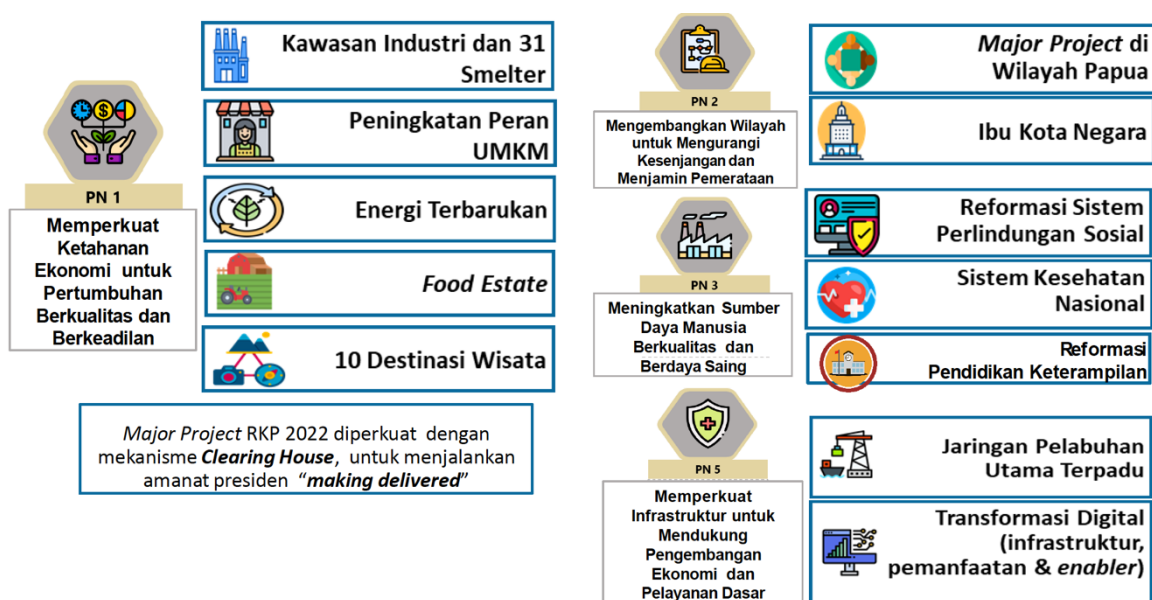 PN 1
Memperkuat
Ketahanan
Ekonomi untuk
Pertumbuhan
Berkualitas dan
Berkeadilan
Kawasan Industri dan 31
Smelter
Peningkatan Peran
UMKM
Energi Terbarukan
Food Estate
10 Destinasi Wisata
Major Project RKP 2022 diperkuat dengan
mekanisme Clearing House, untuk menjalankan
amanat presiden “making delivered”
PN 2
Mengembangkan Wilayah
untuk Mengurangi
Kesenjangan dan
Menjamin Pemerataan
Major Project di
Wilayah Papua
Ibu Kota Negara
PN 3
Meningkatkan Sumber
Daya Manusia
Berkualitas dan
Berdaya Saing
Reformasi Sistem
Perlindungan Sosial
Sistem Kesehatan
Nasional
Reformasi
Pendidikan Keterampilan
PN 5
Memperkuat
Infrastruktur untuk
Mendukung
Pengembangan
Ekonomi dan
Pelayanan Dasar
Jaringan Pelabuhan
Utama Terpadu
Transformasi Digital
(infrastruktur,
pemanfaatan & enabler)